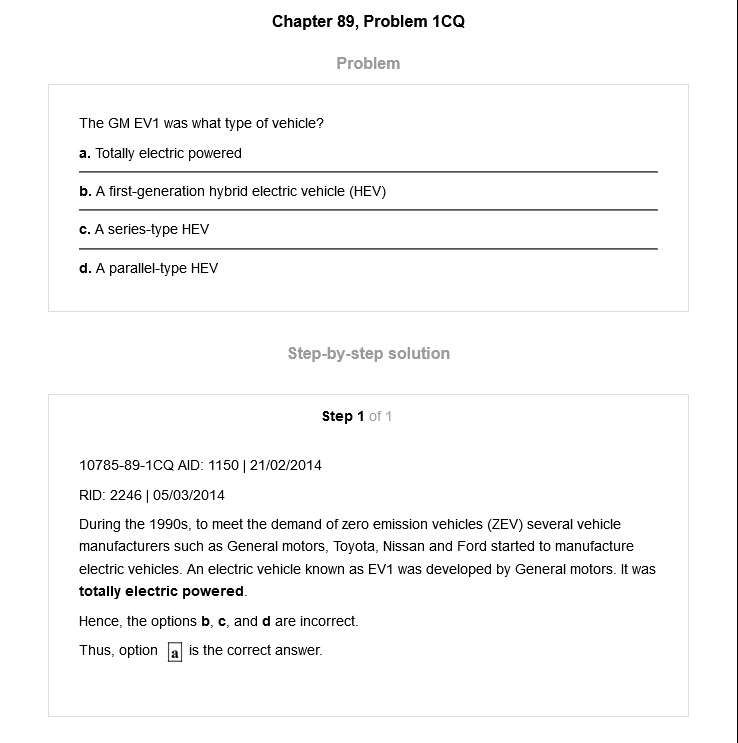 Chapter 89, Problem 1CQ
Problem
The GM EV1 was what type of vehicle?
a. Totally electric powered
b. A first-generation hybrid electric vehicle (HEV)
c. A series-type HEV
d. A parallel-type HEV
Step-by-step solution
Step 1 of 1
10785-89-1CQ AID: 1150 | 21/02/2014
RID: 2246 | 05/03/2014
During the 1990s, to meet the demand of zero emission vehicles (ZEV) several vehicle
manufacturers such as General motors, Toyota, Nissan and Ford started to manufacture
electric vehicles. An electric vehicle known as EV1 was developed by General motors. It was
totally electric powered.
Hence, the options b, c, and d are incorrect.
Thus, option a is the correct answer.